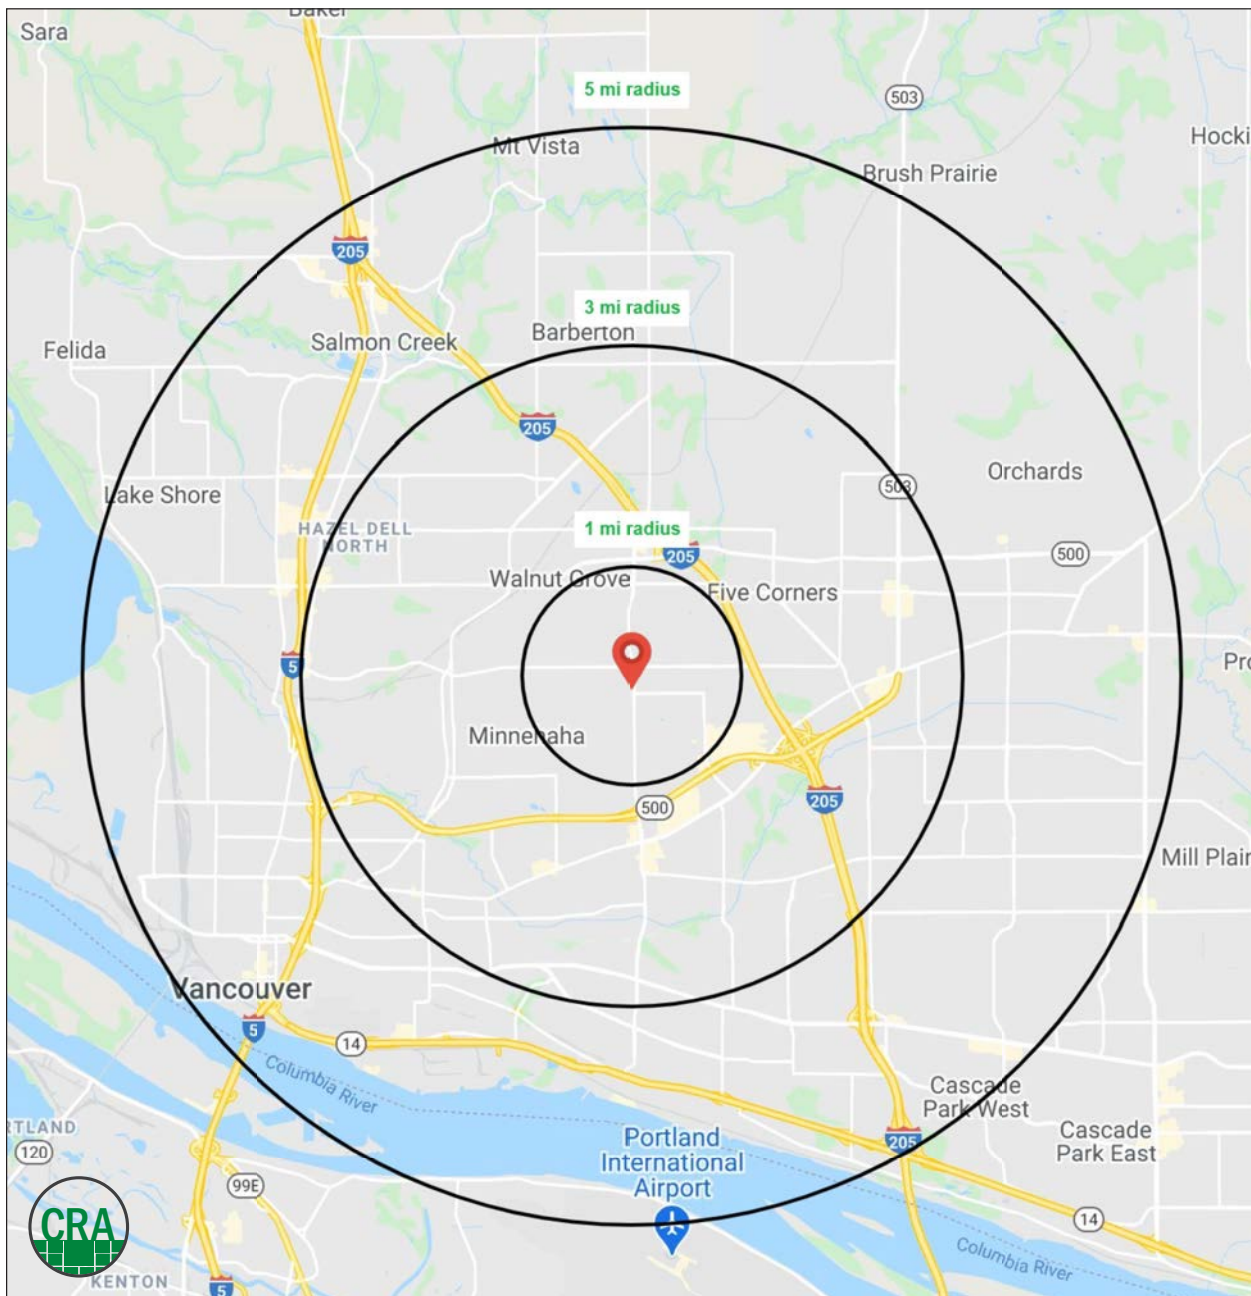 Baker
Sara
5 mi radius
503
Mt Vista
Hocki
Brush Prairie
205
3 mi radius
Barberton
Salmon Creek
Felida
205
Orchards
503
Lake Shore
HAZEL DELL
NORTH
1 mi radius
205
500
Walnut Grove
Five Corners
5
Pro
Minnehaha
205
500
Mill Plain
Vancouver
5
14
Columbia River
Cascade
Park West
RTLAND
120
Portland
International
Airport
205
Cascade
Park East
99E
CRA
14
Columbia River
KENTON
5